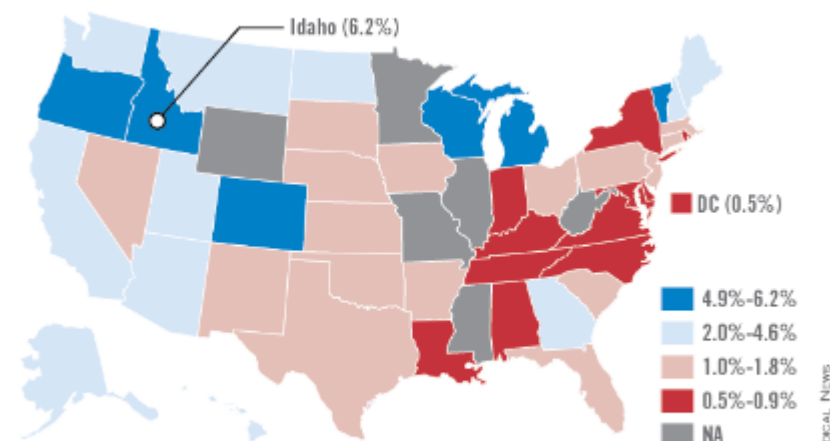 Idaho (6.2%)
DC (0.5%)
4.9%-6.2%
2.0%-4.6%
1.0%-1.8%
0.5%-0.9%
NA
News